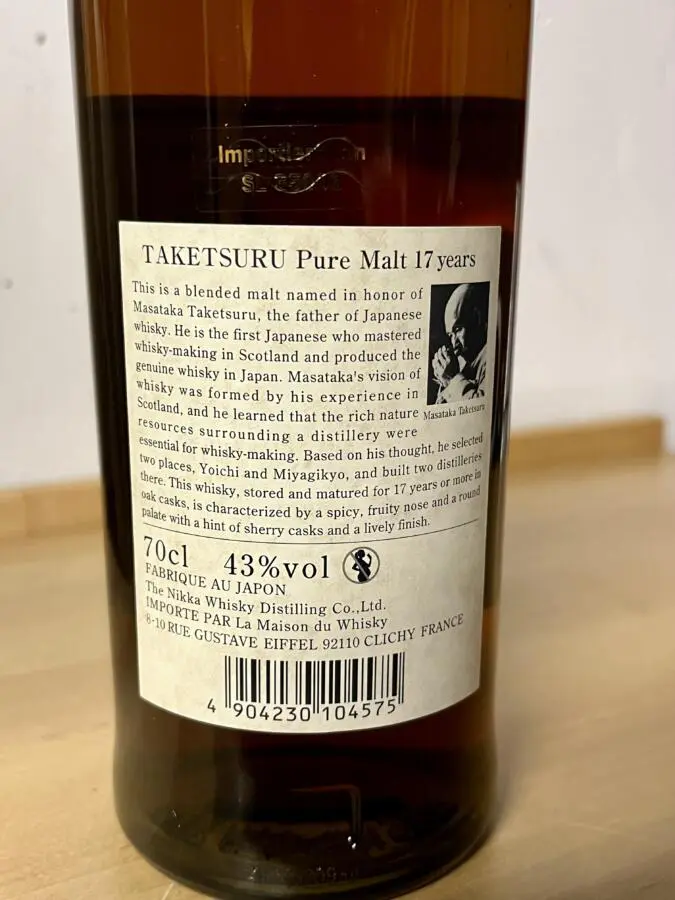 TAKETSURU Pure Malt 17 years
This is a blended malt named in honor of
Masataka Taketsuru, the father of Japanese
whisky. He is the first Japanese who mastered
whisky-making in Scotland and produced the
genuine whisky in Japan. Masataka's vision of
whisky was formed by his experience in
Scotland, and he learned that the rich nature
Masataka Taketsuru
resources surrounding a distillery were
essential for whisky-making. Based on his thought, he selected
two places, Yoichi and Miyagikyo, and built two distilleries
there. This whisky, stored and matured for 17 years or more in
oak casks, is characterized by a spicy, fruity nose and a round
palate with a hint of sherry casks and a lively finish.
70cl 43%vol
FABRIQUE AU JAPON
The Nikka Whisky Distilling Co.,Ltd.
IMPORTE PAR La Maison du Whisky
8-10 RUE GUSTAVE EIFFEL 92110 CLICHY FRANCE
4 904230 104575